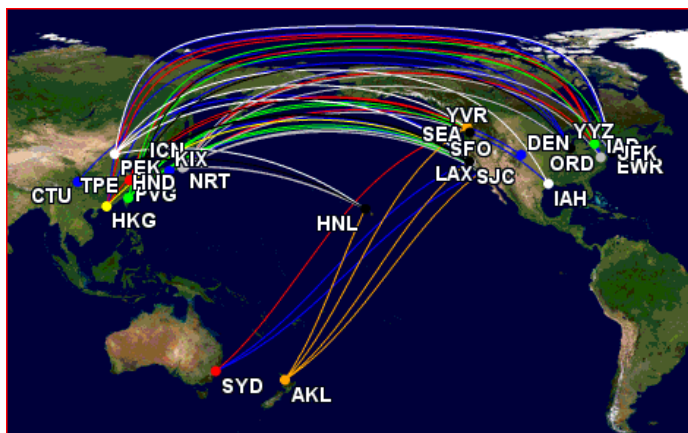 YVR
YYZ
SEA
IAD
ICN
DEN
SFO
JFK
KIX
ORD
PEK
EWR
LAX
SJC
NRT
TPE
HND
CTU
PVG
IAH
HKG
HNL
SYD
AKL